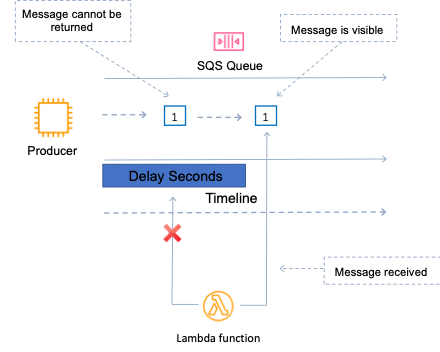 Message cannot be
returned
Message is visible
SQS Queue
1
1
Producer
Delay Seconds
Timeline
Message received
Lambda function